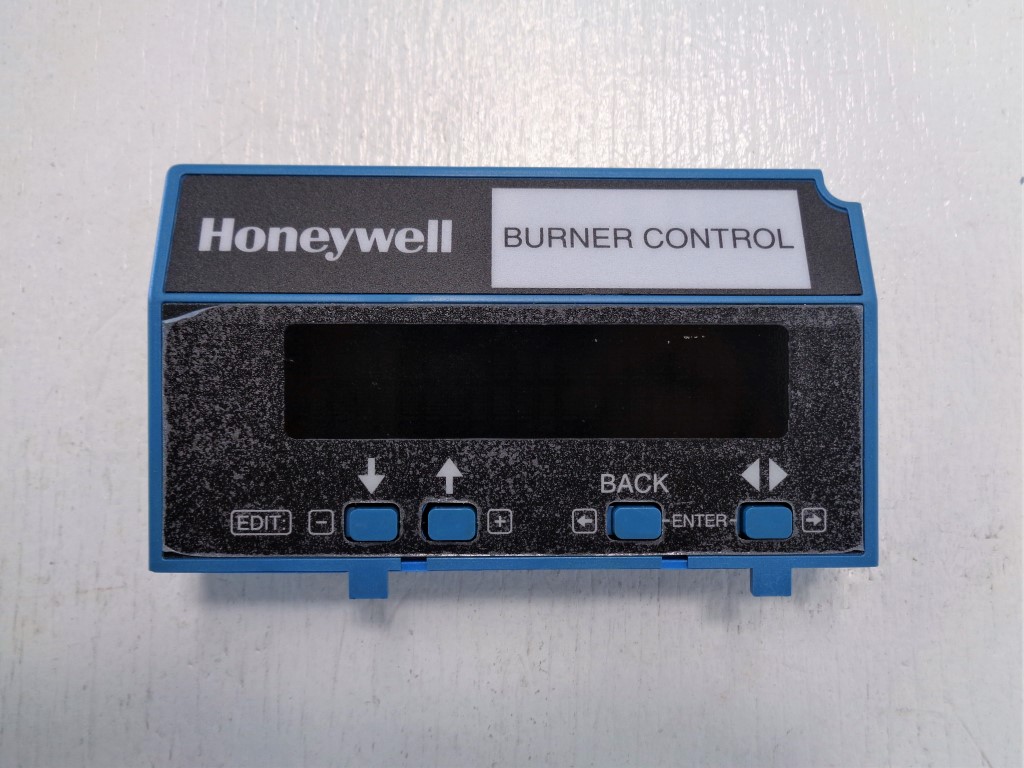 Honeywell
BURNER CONTROL
BACK
EDIT: - + ENTER